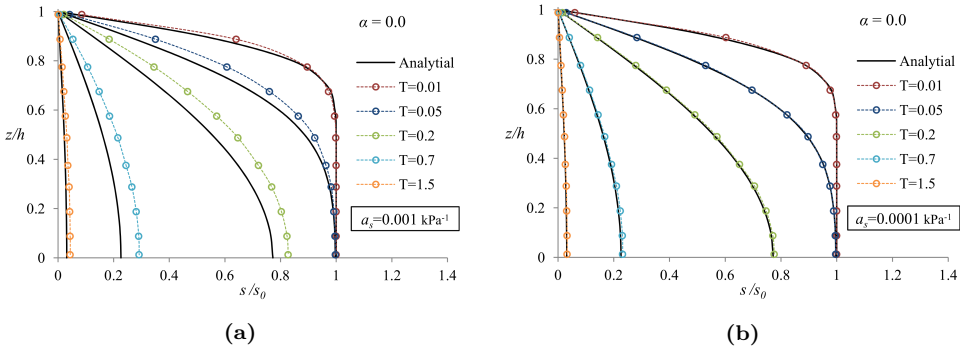 α = 0.0
Analytial
T=0.01
T=0.05
T=0.2
T=0.7
T=1.5
a_s=0.001 kPa⁻¹
z/h
1
0.8
0.6
0.4
0.2
0
0 0.2 0.4 0.6 0.8 1 1.2 1.4
s/s₀
(a)
α = 0.0
Analytial
T=0.01
T=0.05
T=0.2
T=0.7
T=1.5
a_s=0.0001 kPa⁻¹
z/h
1
0.8
0.6
0.4
0.2
0
0 0.2 0.4 0.6 0.8 1 1.2 1.4
s/s₀
(b)